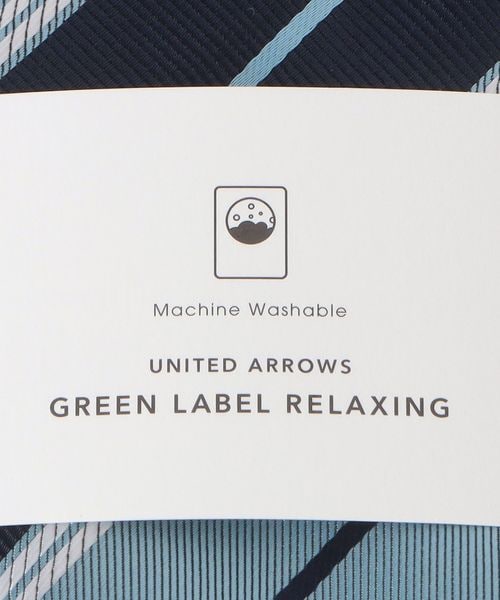 Machine Washable
UNITED ARROWS
GREEN LABEL RELAXING